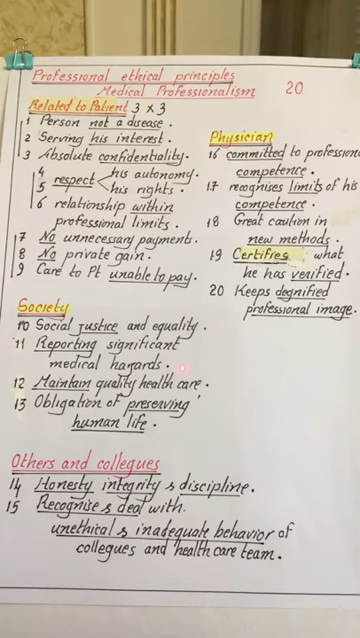 Professional ethical principles
Medical Professionalism 20
Related to Patient 3 x 3
1 Person not a disease.
2 Serving his interest.
3 Absolute confidentiality.
4 his autonomy.
respect
5 his rights.
6 relationship within
professional limits.
7 No unnecessary payments.
8 No private gain.
9 Care to Pt unable to pay.
Society
10 Social justice and equality.
11 Reporting significant
medical hazards.
12 Maintain quality health care.
13 Obligation of preserving
human life.
Physician
16 committed to profession
competence.
17 recognises limits of his
competence.
18 Great caution in
new methods.
19 Certifies what
he has verified.
20 Keeps degnified
professional image.
Others and collegues
14 Honesty integrity & discipline.
15 Recognise & deal with.
unethical & inadequate behavior of
collegues and health care team.